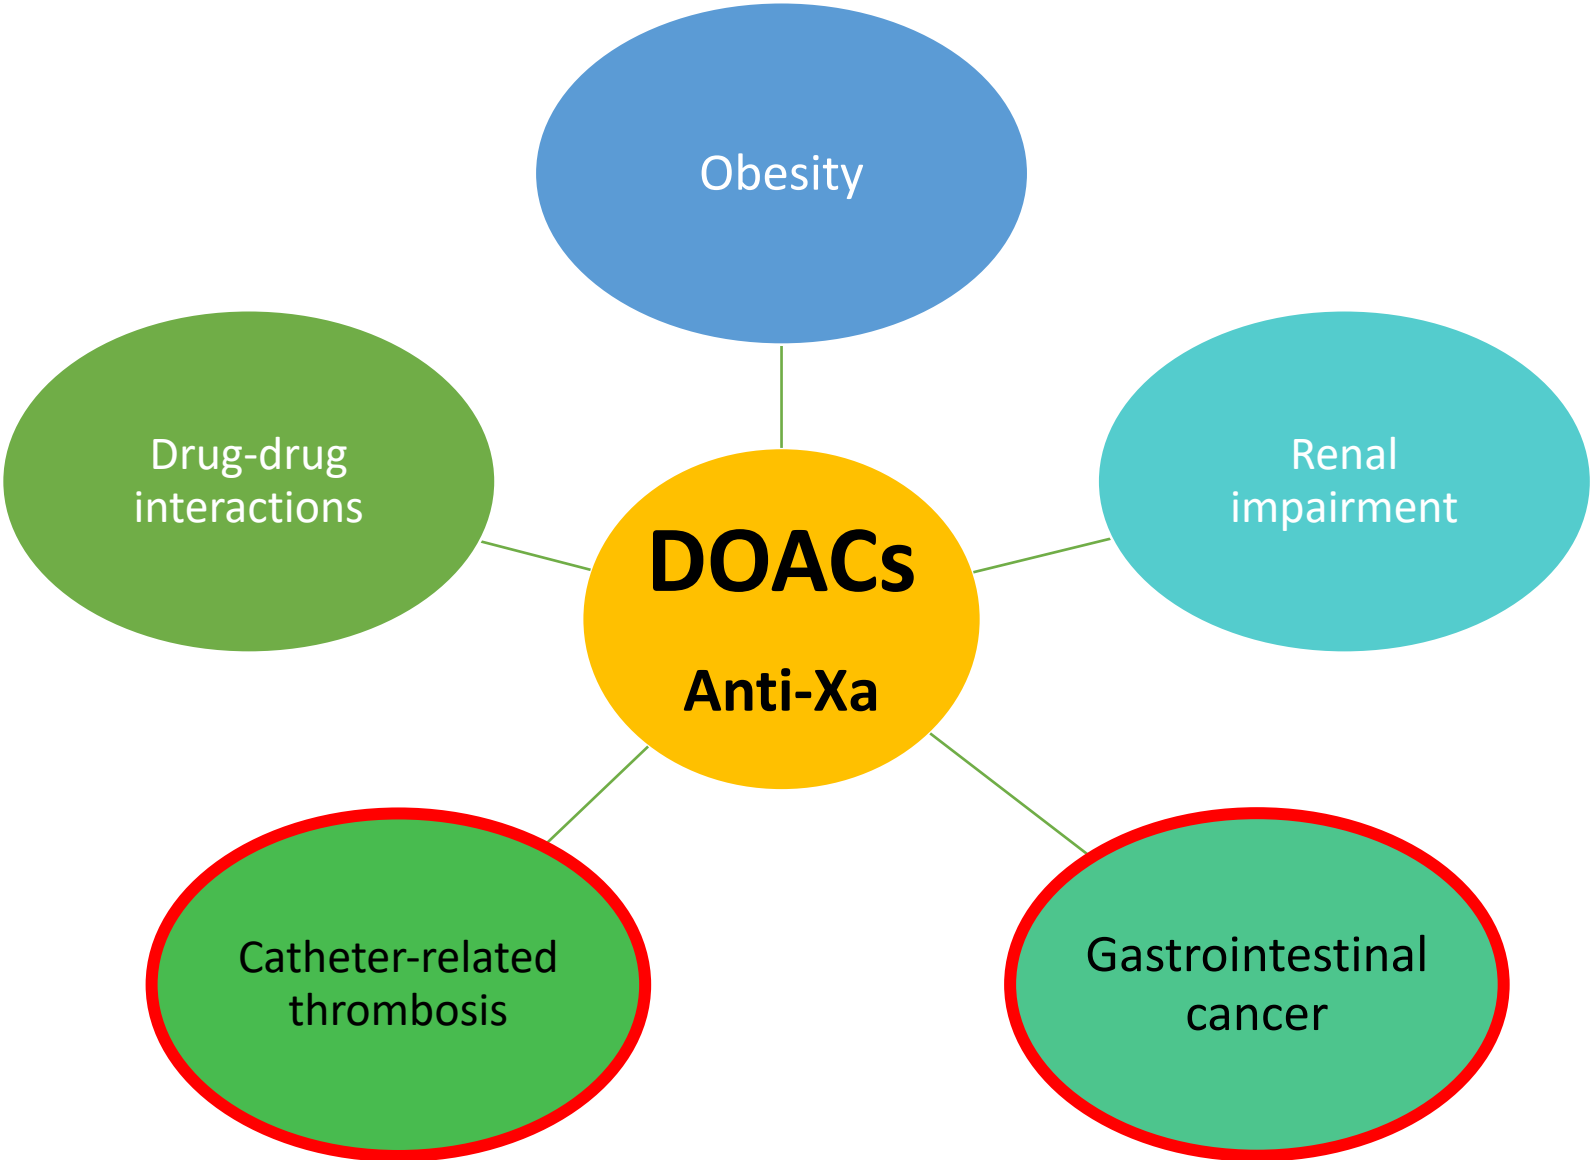 Obesity
Drug-drug
interactions
Renal
impairment
DOACs
Anti-Xa
Catheter-related
thrombosis
Gastrointestinal
cancer